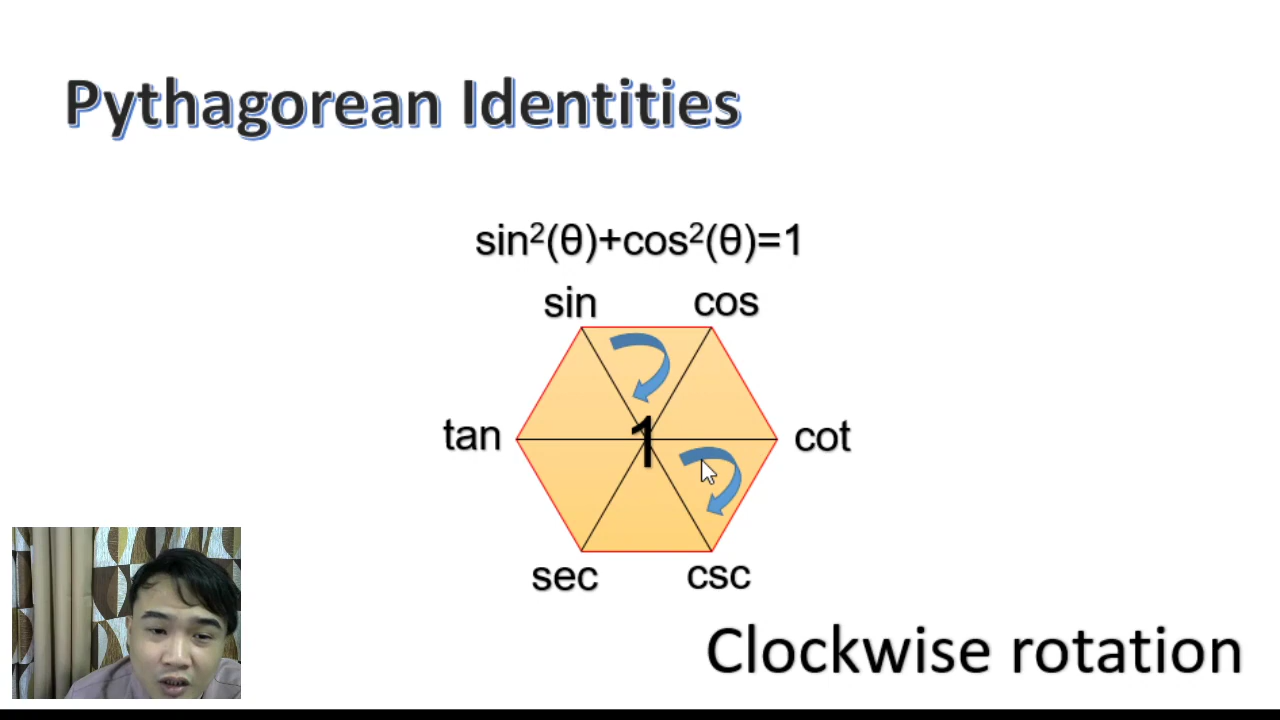 Pythagorean Identities
sin²(θ)+cos²(θ)=1
sin cos
tan 1 cot
sec csc
Clockwise rotation